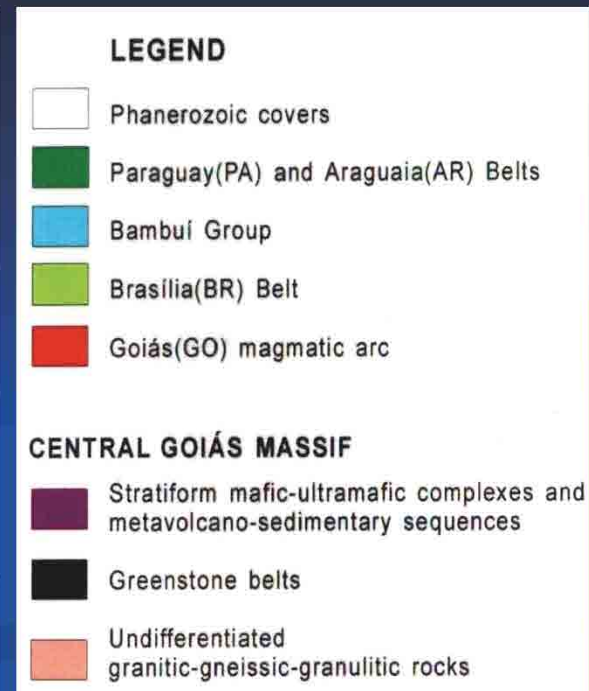 LEGEND
Phanerozoic covers
Paraguay(PA) and Araguaia(AR) Belts
Bambuí Group
Brasília(BR) Belt
Goiás(GO) magmatic arc
CENTRAL GOIÁS MASSIF
Stratiform mafic-ultramafic complexes and
metavolcano-sedimentary sequences
Greenstone belts
Undifferentiated
granitic-gneissic-granulitic rocks